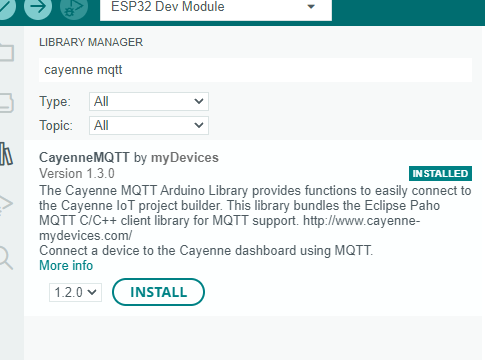 ESP32 Dev Module
LIBRARY MANAGER
cayenne mqtt
Type: All
Topic: All
CayenneMQTT by myDevices
Version 1.3.0 INSTALLED
The Cayenne MQTT Arduino Library provides functions to easily connect to
the Cayenne IoT project builder. This library bundles the Eclipse Paho
MQTT C/C++ client library for MQTT support. http://www.cayenne-
mydevices.com/
Connect a device to the Cayenne dashboard using MQTT.
More info
1.2.0 INSTALL